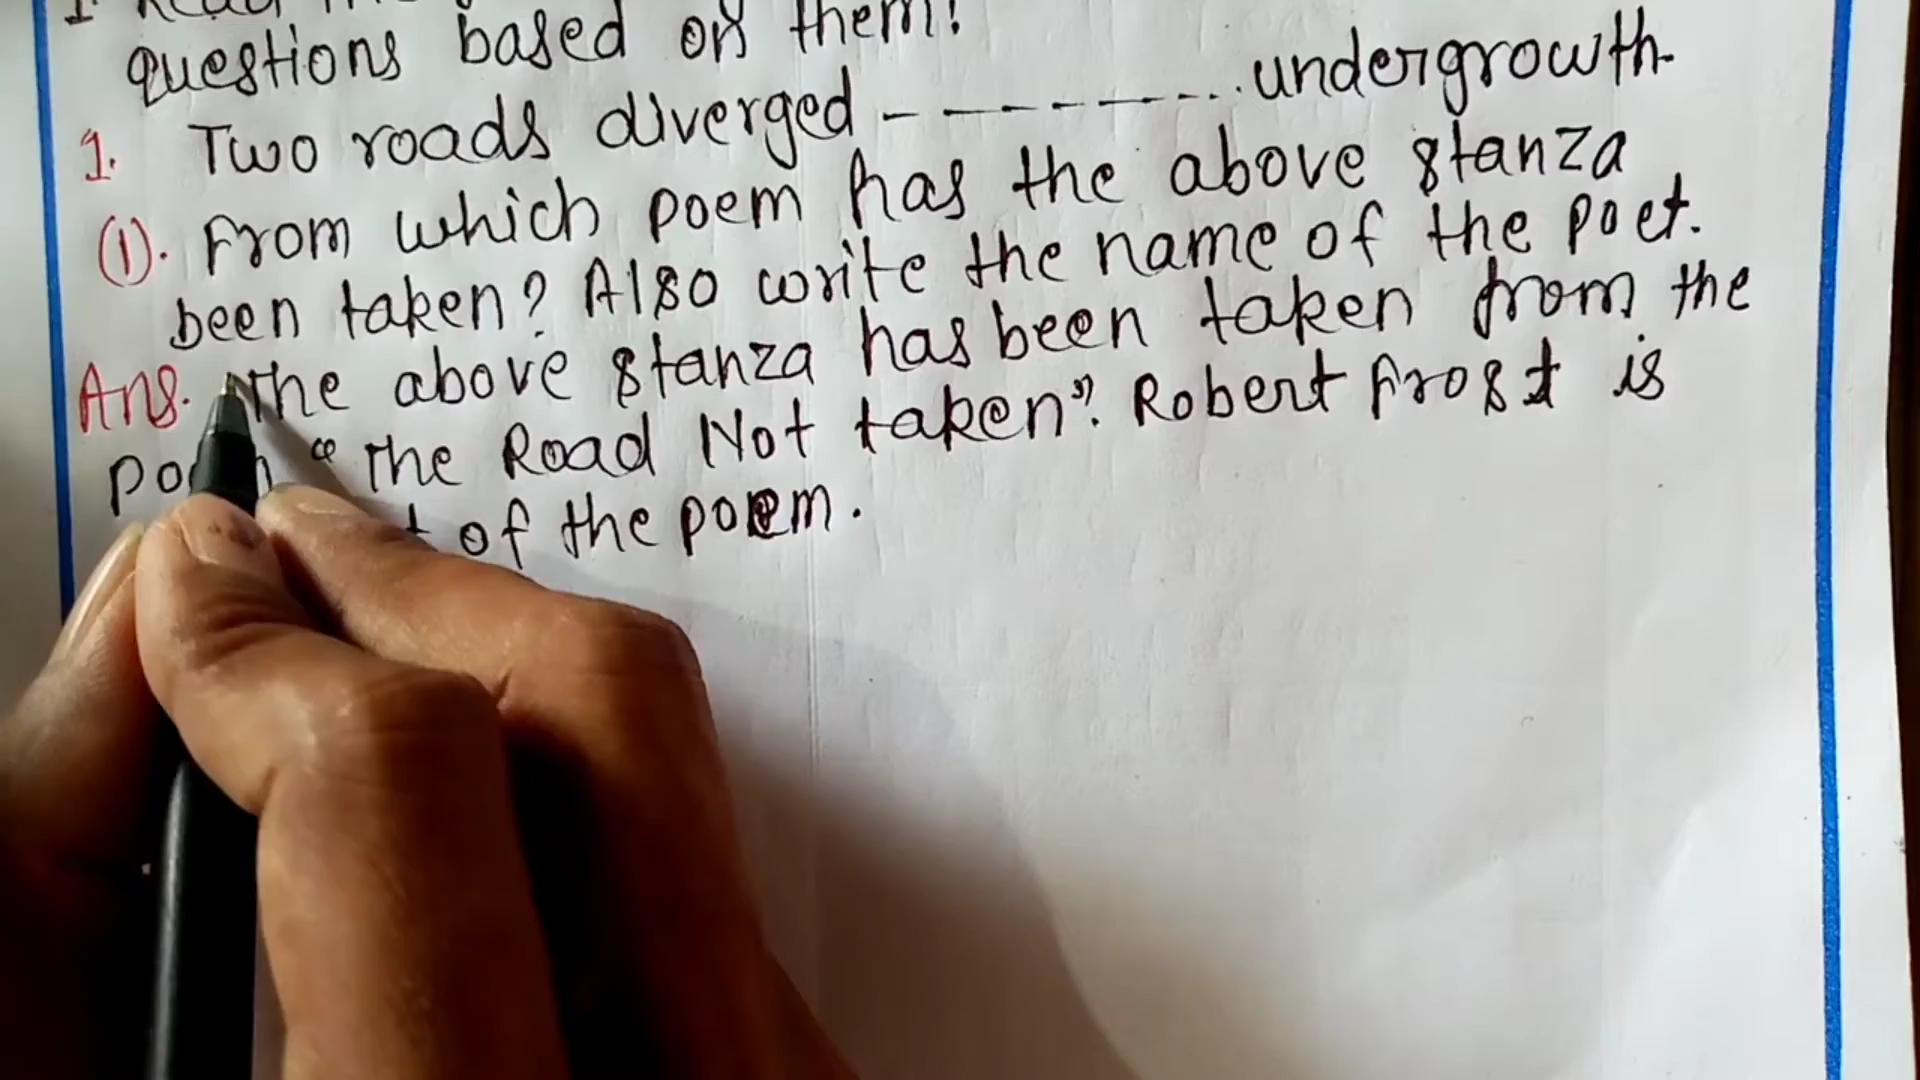 questions based on them!
1. Two roads diverged - - - - - - - .. undergrowth.
(1). From which poem has the above stanza
been taken? Also write the name of the poet.
Ans. The above stanza has been taken from the
“The Road Not taken”. Robert Frost is
of the poem.